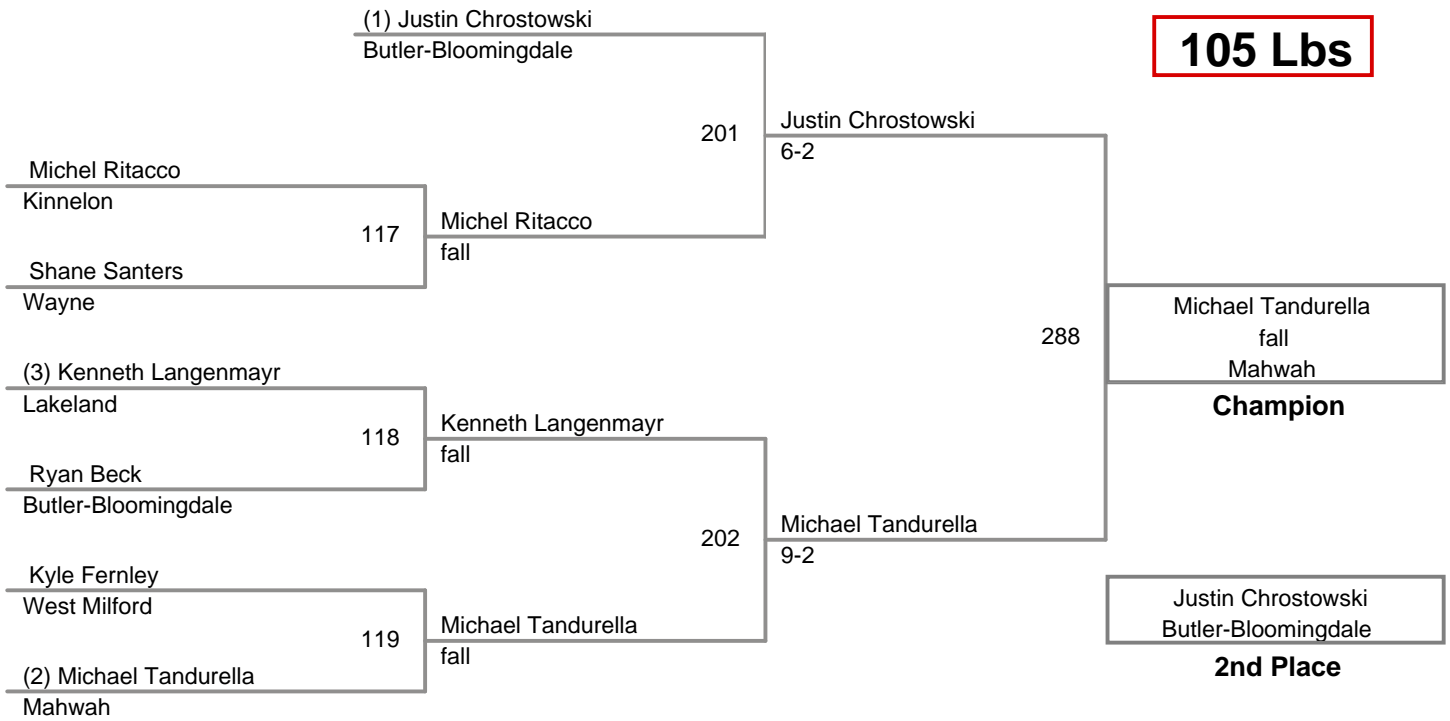 (1) Justin Chrostowski
Butler-Bloomingdale
105 Lbs
201
Justin Chrostowski
6-2
Michel Ritacco
Kinnelon
117
Michel Ritacco
fall
Shane Santers
Wayne
288
Michael Tandurella
fall
Mahwah
Champion
(3) Kenneth Langenmayr
Lakeland
118
Kenneth Langenmayr
fall
Ryan Beck
Butler-Bloomingdale
202
Michael Tandurella
9-2
Kyle Fernley
West Milford
119
Michael Tandurella
fall
(2) Michael Tandurella
Mahwah
Justin Chrostowski
Butler-Bloomingdale
2nd Place